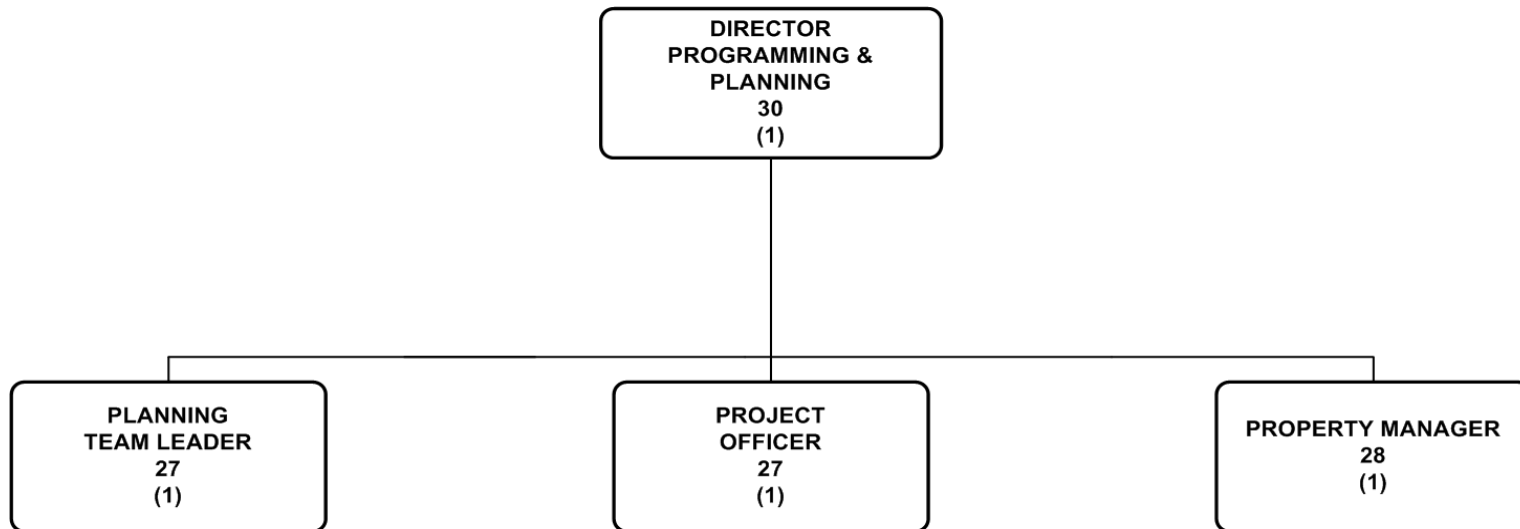 DIRECTOR
PROGRAMMING &
PLANNING
30
(1)
PLANNING
TEAM LEADER
27
(1)
PROJECT
OFFICER
27
(1)
PROPERTY MANAGER
28
(1)